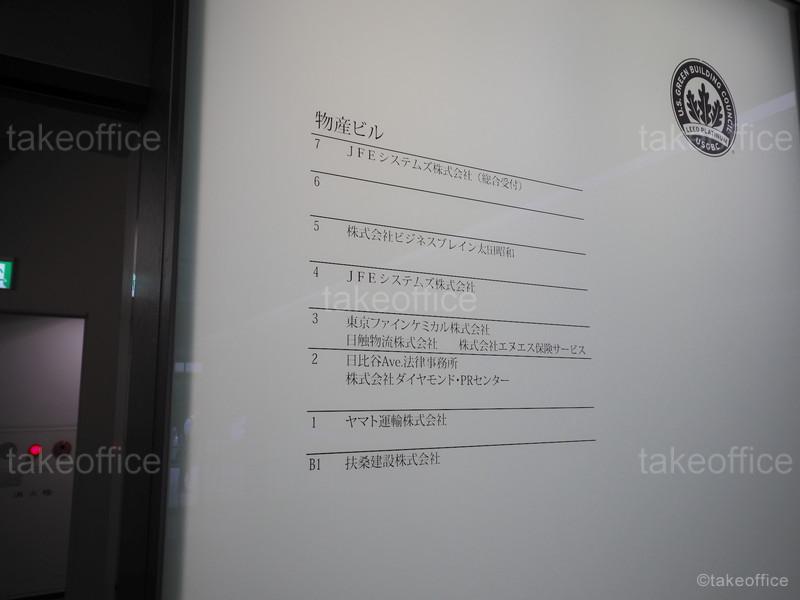 物産ビル
7 JFEシステムズ株式会社（総合受付）
6
5 株式会社ビジネスブレイン太田昭和
4 JFEシステムズ株式会社
3 東京ファインケミカル株式会社
日触物流株式会社 株式会社エヌエス保険サービス
2 日比谷Ave.法律事務所
株式会社ダイヤモンド・PRセンター
1 ヤマト運輸株式会社
B1 扶桑建設株式会社
U.S. GREEN BUILDING COUNCIL
LEED PLATINUM
USGBC
消火栓
takeoffice
takeoffice
takeoffice
takeoffice
takeoffice
©takeoffice